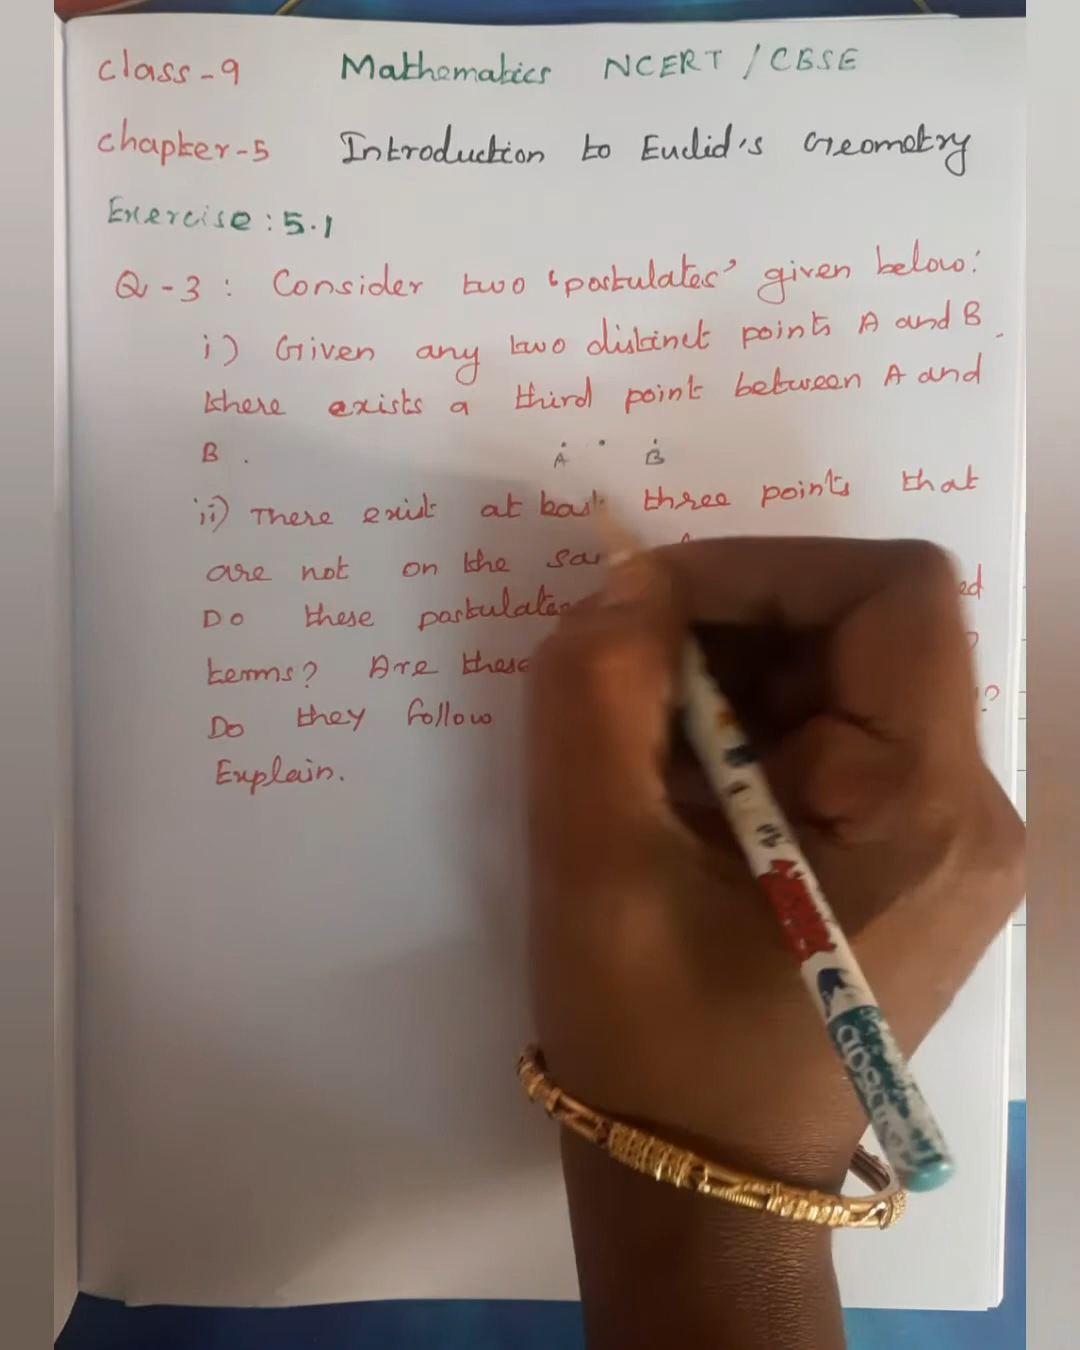 Class-9 Mathematics NCERT / CBSE
Chapter-5 Introduction to Euclid's Geometry
Exercise: 5.1
Q-3: Consider two 'postulates' given below:
i) Given any two distinct points A and B
there exists a third point between A and
B.
A B
ii) There exist at least three points that
are not on the
Do these postulates
terms? Are these
Do they follow
Explain.